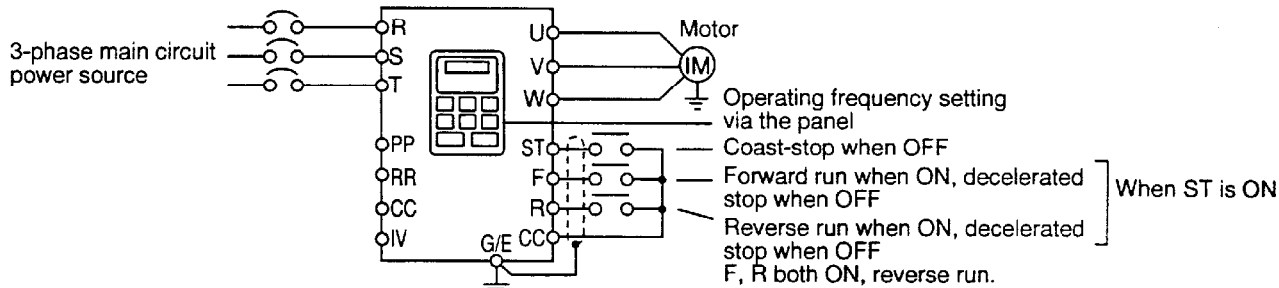 R
S
T
3-phase main circuit
power source
PP
RR
CC
IV
G/E
U
V
W
ST
F
R
CC
Motor
IM
Operating frequency setting
via the panel
Coast-stop when OFF
Forward run when ON, decelerated
stop when OFF
Reverse run when ON, decelerated
stop when OFF
F, R both ON, reverse run.
When ST is ON